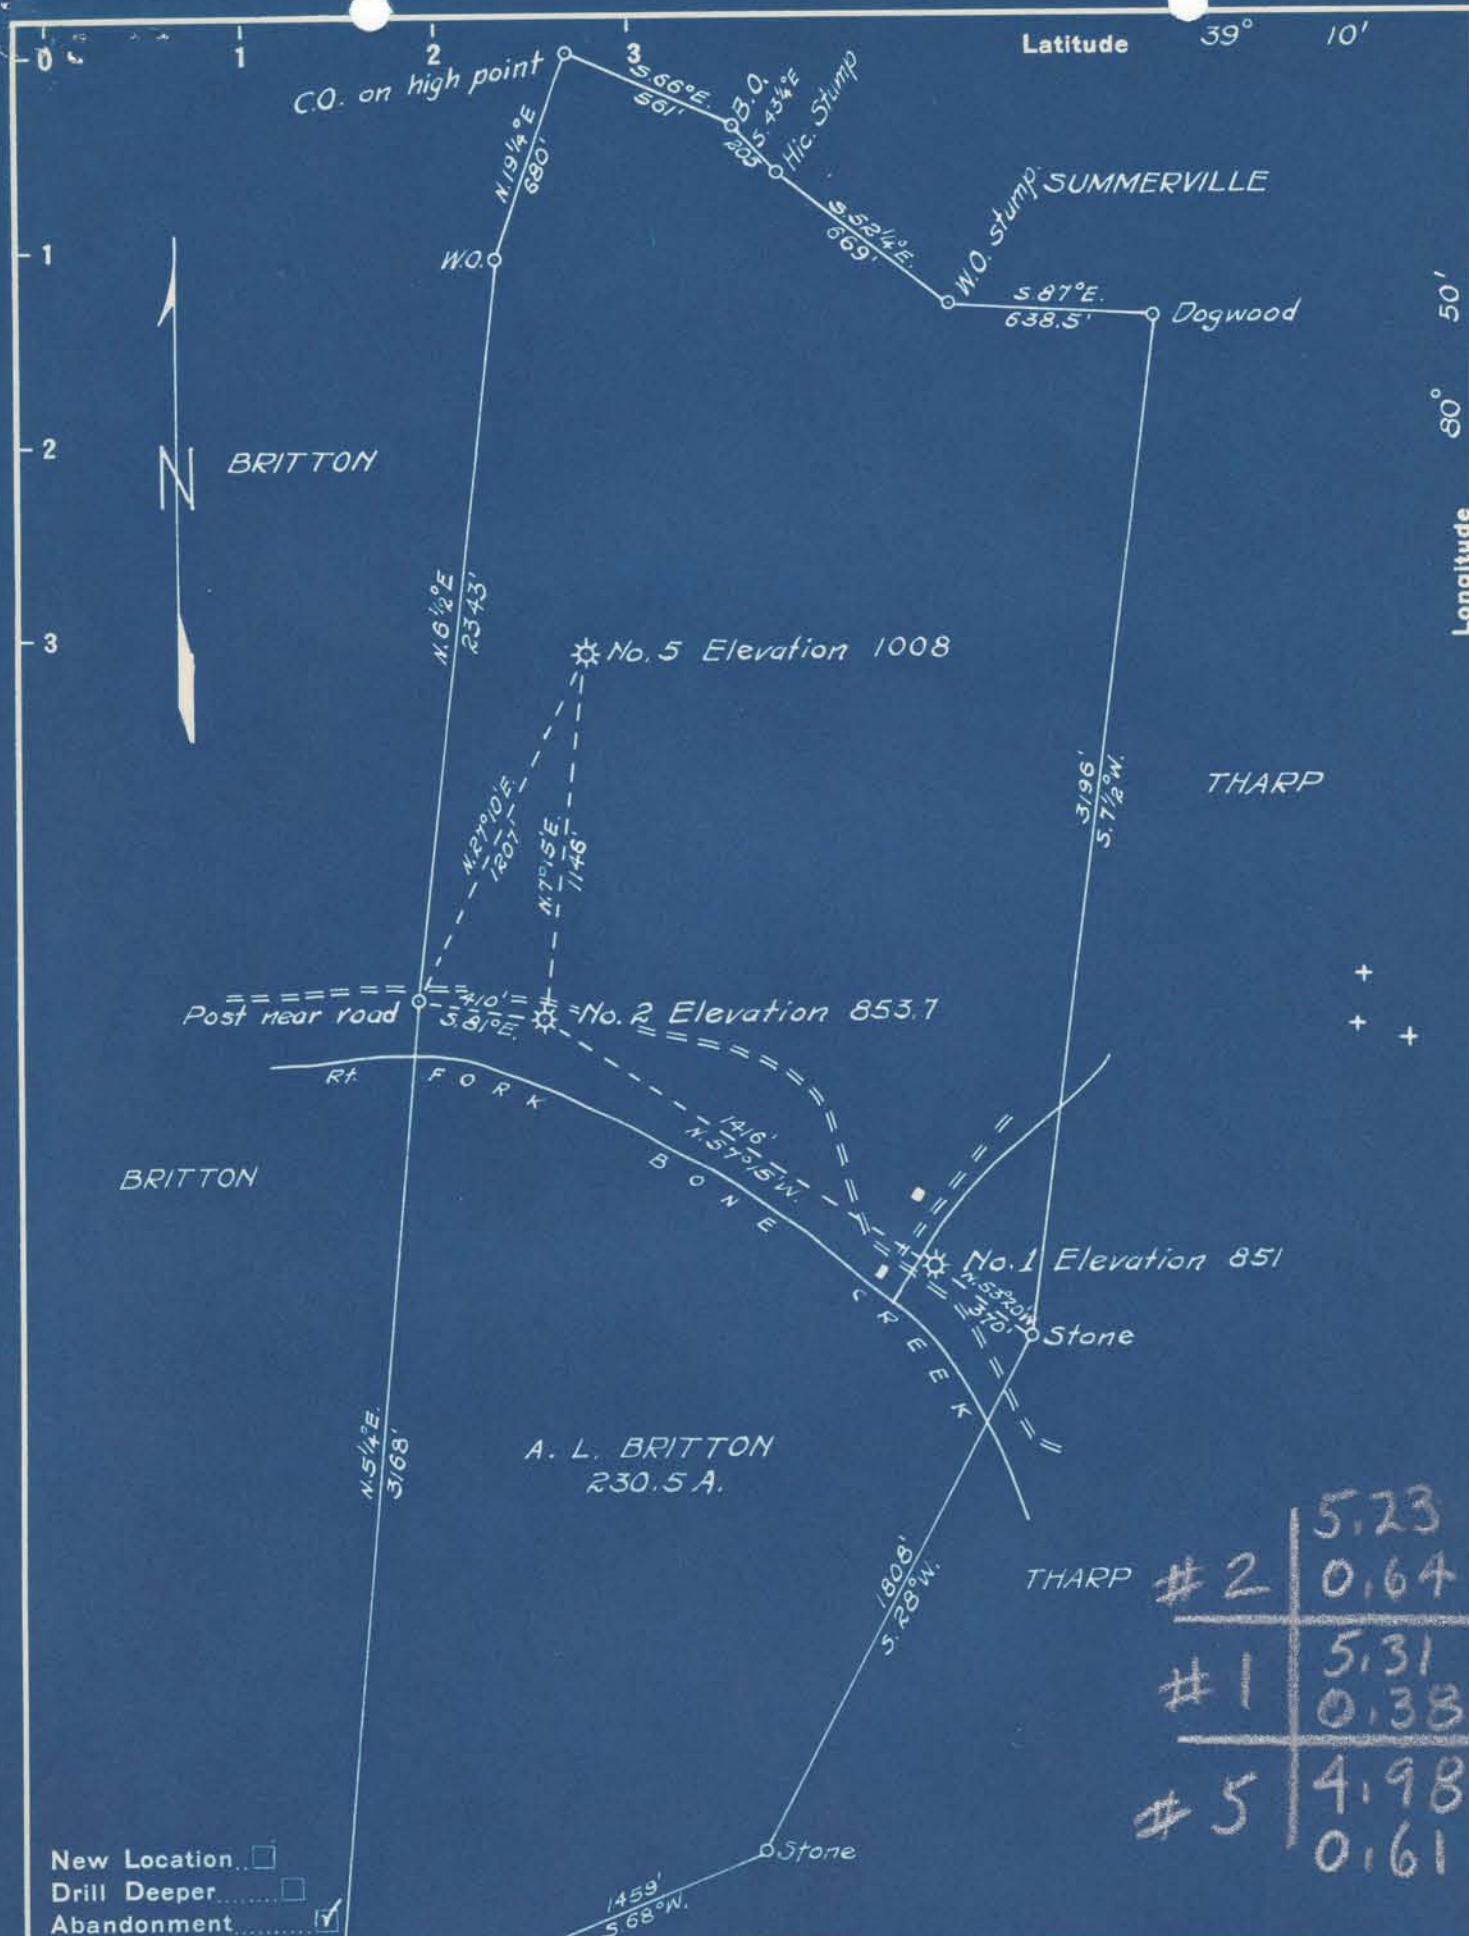 0
1
2
3
Latitude 39° 10'
C.O. on high point
S.66°E.
561'
B.O.
S.43¼°E
203
Hic. Stump
N.19¼°E
680'
W.O. stump
SUMMERVILLE
1
W.O.
S.52¼°E.
669'
S.87°E.
638.5'
Dogwood
Longitude 80° 50'
2
N
BRITTON
N.6½°E
2343'
3
No.5 Elevation 1008
3196'
S.7½°W.
THARP
N.27°10'E.
1207'
N.7°15'E.
1146'
Post near road
410'
S.81°E.
No.2 Elevation 853.7
Rt. FORK BONE CREEK
1416'
N.57°15'W.
BRITTON
No.1 Elevation 851
N.53°20'W
370'
Stone
N.5¼°E.
3168'
A. L. BRITTON
230.5 A.
1808'
S.28°W.
THARP
#2
5.23
0.64
#1
5.31
0.38
#5
4.98
0.61
Stone
1459'
S.68°W.
New Location
Drill Deeper
Abandonment ✓